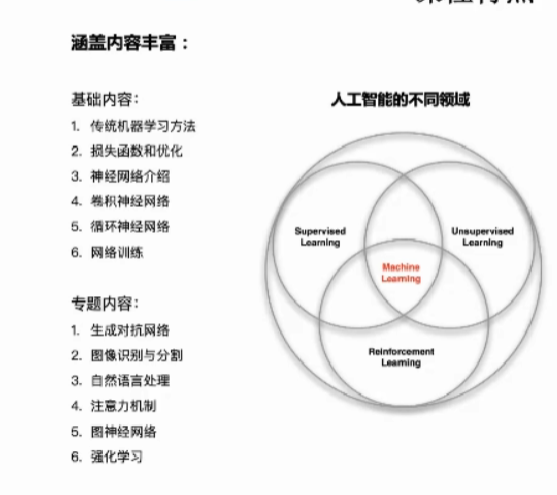 涵盖内容丰富：
基础内容：
1. 传统机器学习方法
2. 损失函数和优化
3. 神经网络介绍
4. 卷积神经网络
5. 循环神经网络
6. 网络训练
专题内容：
1. 生成对抗网络
2. 图像识别与分割
3. 自然语言处理
4. 注意力机制
5. 图神经网络
6. 强化学习
人工智能的不同领域
Supervised
Learning
Unsupervised
Learning
Machine
Learning
Reinforcement
Learning